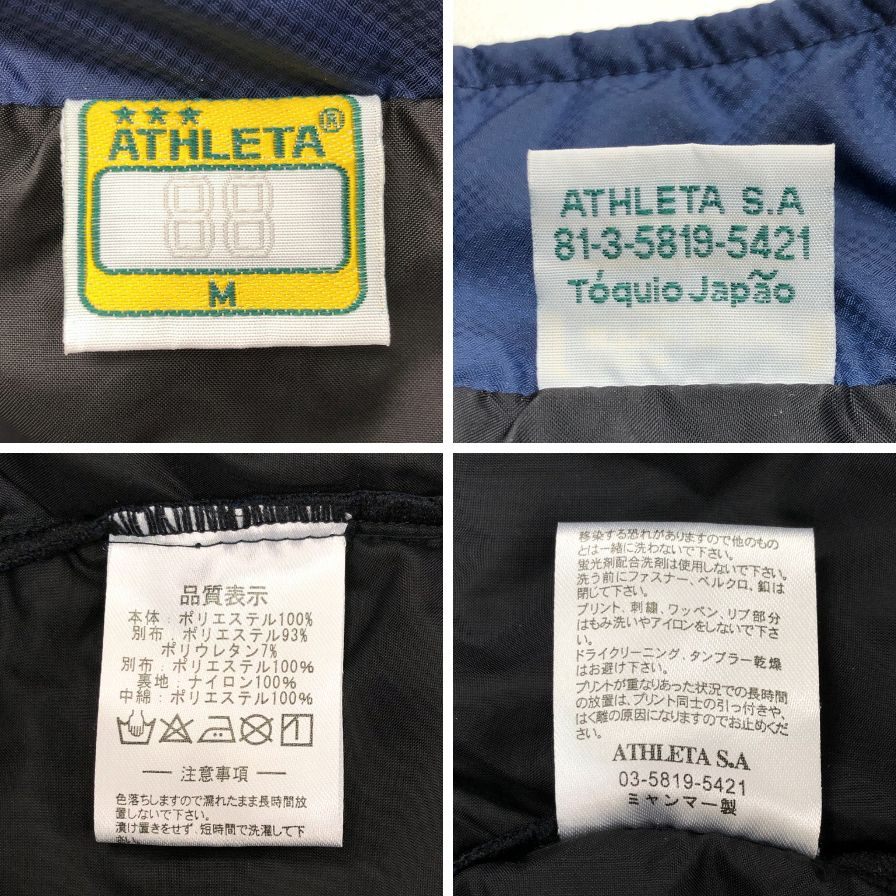 ATHLETA®
88
M
ATHLETA S.A
81-3-5819-5421
Tóquio Japão
品質表示
本体：ポリエステル100%
別布：ポリエステル93%
ポリウレタン7%
別布：ポリエステル100%
裏地：ナイロン100%
中綿：ポリエステル100%
注意事項
色落ちしますので濡れたまま長時間放
置しないで下さい。
漬け置きをせず、短時間で洗濯して下
さい。
移染する恐れがありますので他のもの
とは一緒に洗わないで下さい。
蛍光剤配合洗剤は使用しないで下さい。
洗う前にファスナー、ベルクロ、釦は
閉じて下さい。
プリント、刺繍、ワッペン、リブ部分
はもみ洗いやアイロンをしないで下さ
い。
ドライクリーニング、タンブラー乾燥
はお避け下さい。
プリントが重なりあった状況での長時間
の放置は、プリント同士の引っ付きや、
はく離の原因になりますのでお止めくだ
さい。
ATHLETA S.A
03-5819-5421
ミャンマー製